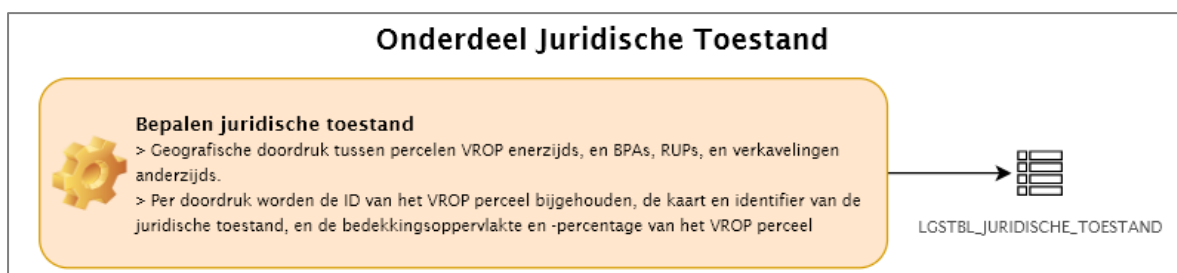 Onderdeel Juridische Toestand
Bepalen juridische toestand
> Geografische doordruk tussen percelen VROP enerzijds, en BPAs, RUPs, en verkavelingen
anderzijds.
> Per doordruk worden de ID van het VROP perceel bijgehouden, de kaart en identifier van de
juridische toestand, en de bedekkingsoppervlakte en -percentage van het VROP perceel
LGSTBL_JURIDISCHE_TOESTAND